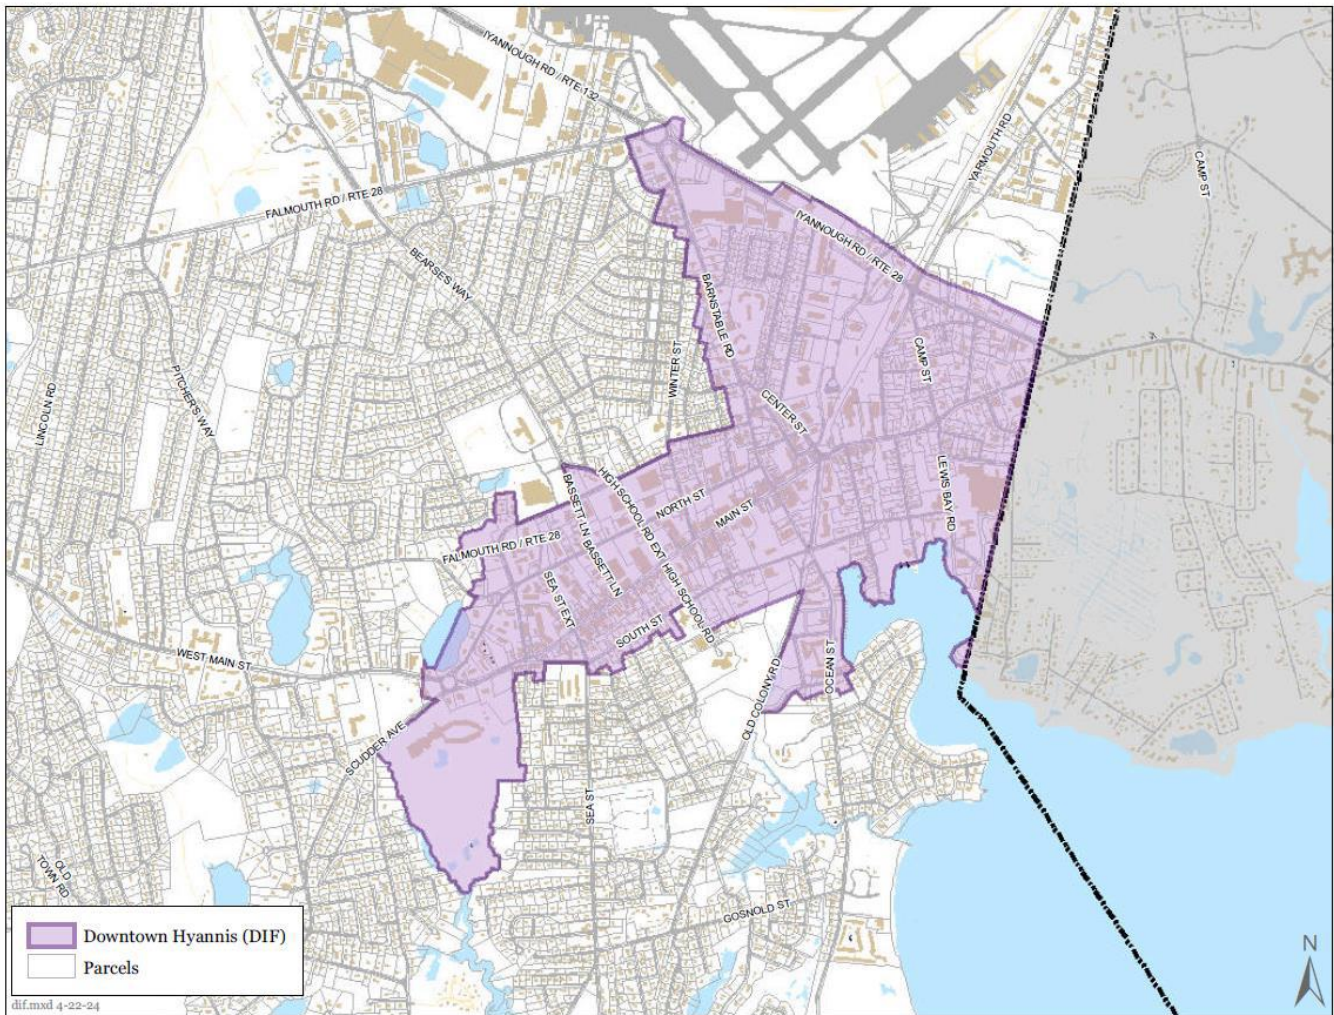 IYANNOUGH RD / RTE 132
YARMOUTH RD
CAMP ST
FALMOUTH RD / RTE 28
IYANNOUGH RD / RTE 28
BEARSE'S WAY
BARNSTABLE RD
WINTER ST
CAMP ST
PITCHER'S WAY
LINCOLN RD
CENTER ST
LEWIS BAY RD
HIGH SCHOOL RD EXT
HIGH SCHOOL RD
BASSETT LN
BASSETT LN
NORTH ST
MAIN ST
FALMOUTH RD / RTE 28
SEA ST EXT
SOUTH ST
WEST MAIN ST
OCEAN ST
OLD COLONY RD
SCUDDER AVE
SEA ST
OLD
TOWN RD
GOSNOLD ST
Downtown Hyannis (DIF)
Parcels
N
dif.mxd 4-22-24